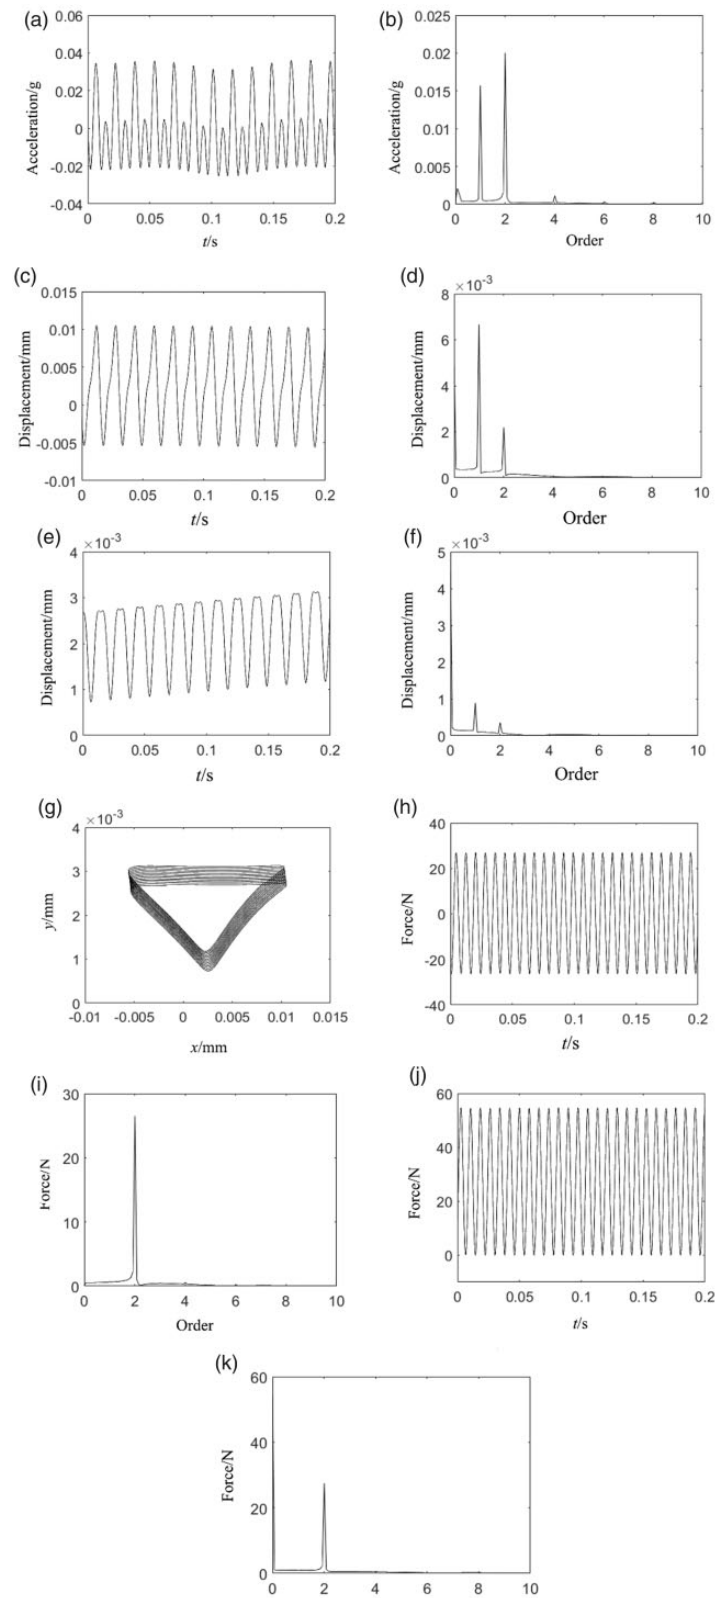 (a)
0.06
0.04
0.02
0
-0.02
-0.04
Acceleration/g
0 0.05 0.1 0.15 0.2
t/s
(b)
0.025
0.02
0.015
0.01
0.005
0
Acceleration/g
0 2 4 6 8 10
Order
(c)
0.015
0.01
0.005
0
-0.005
-0.01
Displacement/mm
0 0.05 0.1 0.15 0.2
t/s
(d)
×10-3
8
6
4
2
0
Displacement/mm
0 2 4 6 8 10
Order
(e)
×10-3
4
3
2
1
0
Displacement/mm
0 0.05 0.1 0.15 0.2
t/s
(f)
×10-3
5
4
3
2
1
0
Displacement/mm
0 2 4 6 8 10
Order
(g)
×10-3
4
3
2
1
0
y/mm
-0.01 -0.005 0 0.005 0.01 0.015
x/mm
(h)
40
20
0
-20
-40
Force/N
0 0.05 0.1 0.15 0.2
t/s
(i)
30
20
10
0
Force/N
0 2 4 6 8 10
Order
(j)
60
40
20
0
Force/N
0 0.05 0.1 0.15 0.2
t/s
(k)
60
40
20
0
Force/N
0 2 4 6 8 10